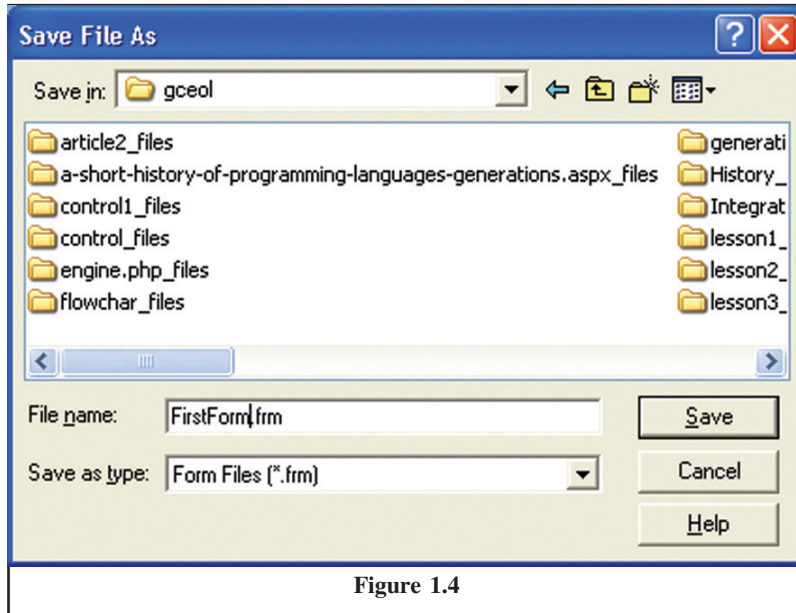 Save File As
Save in: gceol
article2_files
a-short-history-of-programming-languages-generations.aspx_files
control1_files
control_files
engine.php_files
flowchar_files
generati
History_
Integrat
lesson1_
lesson2_
lesson3_
File name: FirstForm.frm
Save
Save as type: Form Files (*.frm)
Cancel
Help
Figure 1.4